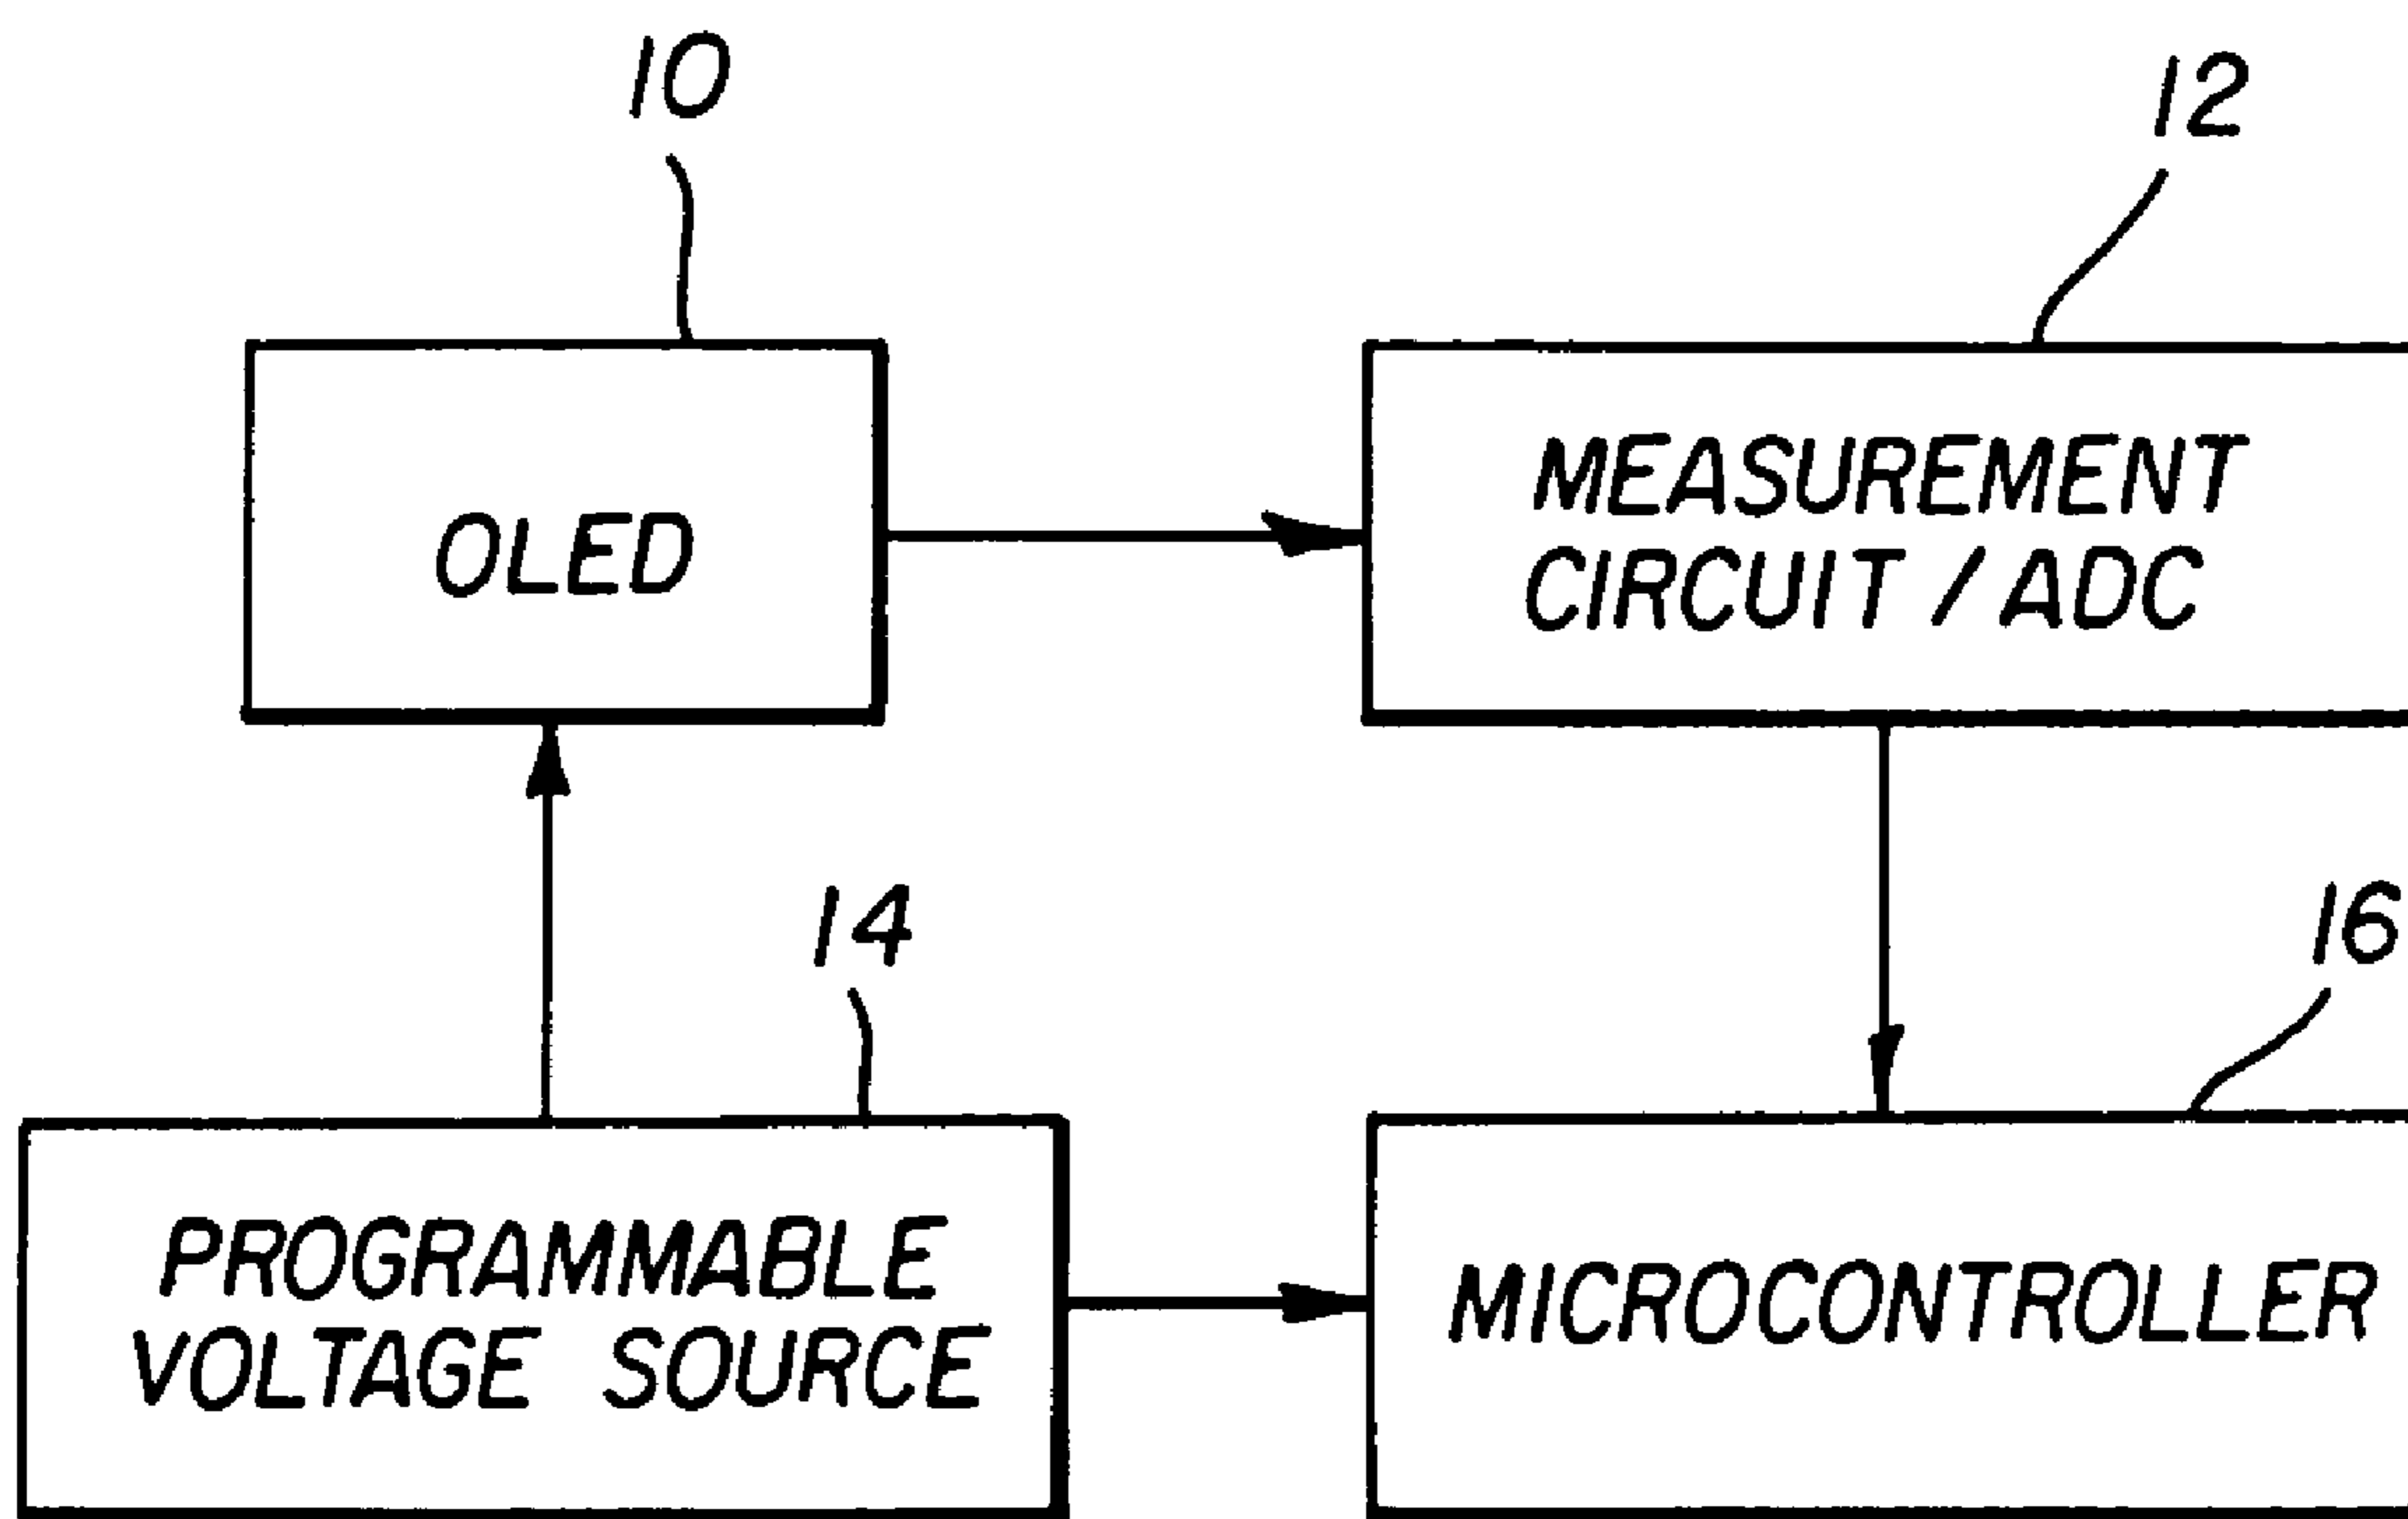 10
12
OLED
MEASUREMENT
CIRCUIT / ADC
14
16
PROGRAMMABLE
VOLTAGE SOURCE
MICROCONTROLLER